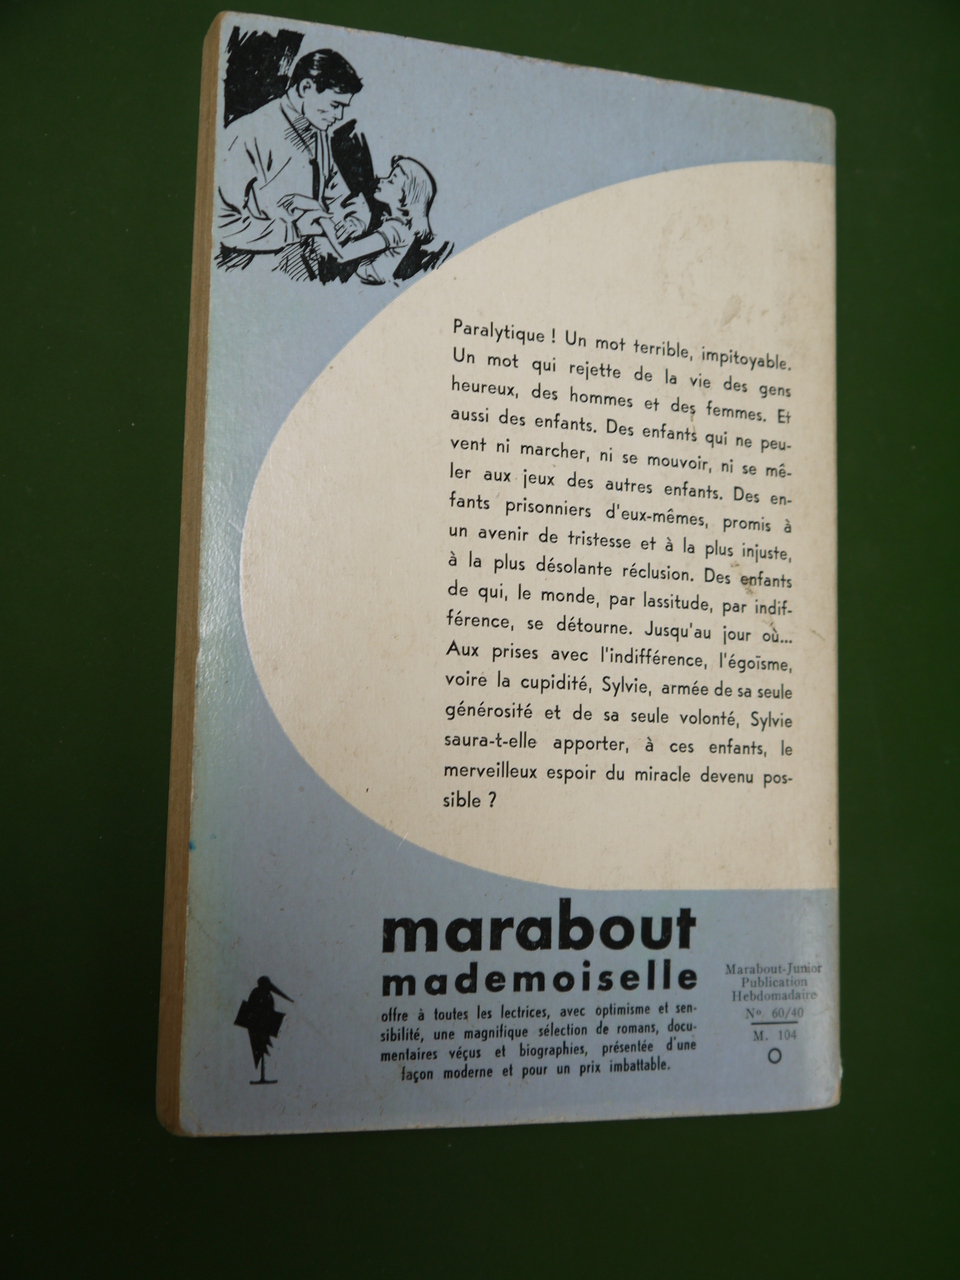 Paralytique ! Un mot terrible, impitoyable.
Un mot qui rejette de la vie des gens
heureux, des hommes et des femmes. Et
aussi des enfants. Des enfants qui ne peu-
vent ni marcher, ni se mouvoir, ni se mê-
ler aux jeux des autres enfants. Des en-
fants prisonniers d'eux-mêmes, promis à
un avenir de tristesse et à la plus injuste,
à la plus désolante réclusion. Des enfants
de qui, le monde, par lassitude, par indif-
férence, se détourne. Jusqu'au jour où...
Aux prises avec l'indifférence, l'égoïsme,
voire la cupidité, Sylvie, armée de sa seule
générosité et de sa seule volonté, Sylvie
saura-t-elle apporter, à ces enfants, le
merveilleux espoir du miracle devenu pos-
sible ?
marabout
mademoiselle
offre à toutes les lectrices, avec optimisme et sen-
sibilité, une magnifique sélection de romans, docu-
mentaires véçus et biographies, présentée d'une
façon moderne et pour un prix imbattable.
Marabout-Junior
Publication
Hebdomadaire
Nº. 60/40
M. 104
O